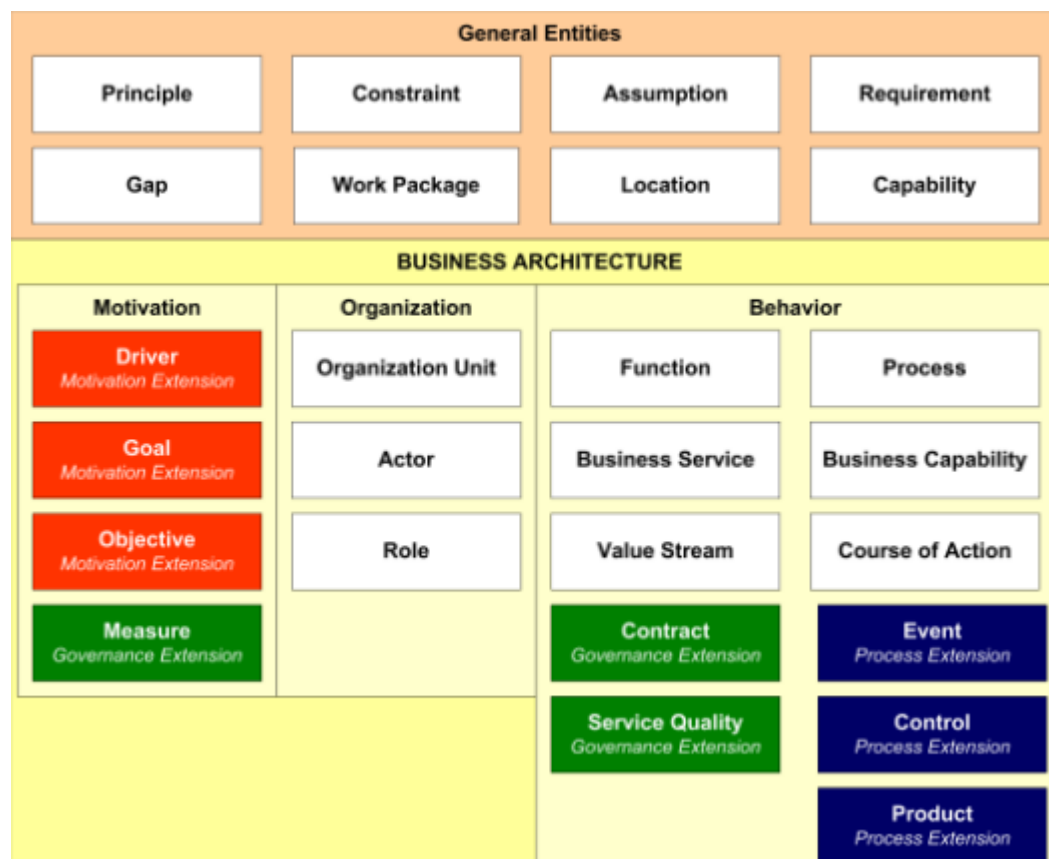 General Entities
Principle
Constraint
Assumption
Requirement
Gap
Work Package
Location
Capability
BUSINESS ARCHITECTURE
Motivation
Organization
Behavior
Driver
Motivation Extension
Organization Unit
Function
Process
Goal
Motivation Extension
Actor
Business Service
Business Capability
Objective
Motivation Extension
Role
Value Stream
Course of Action
Measure
Governance Extension
Contract
Governance Extension
Event
Process Extension
Service Quality
Governance Extension
Control
Process Extension
Product
Process Extension